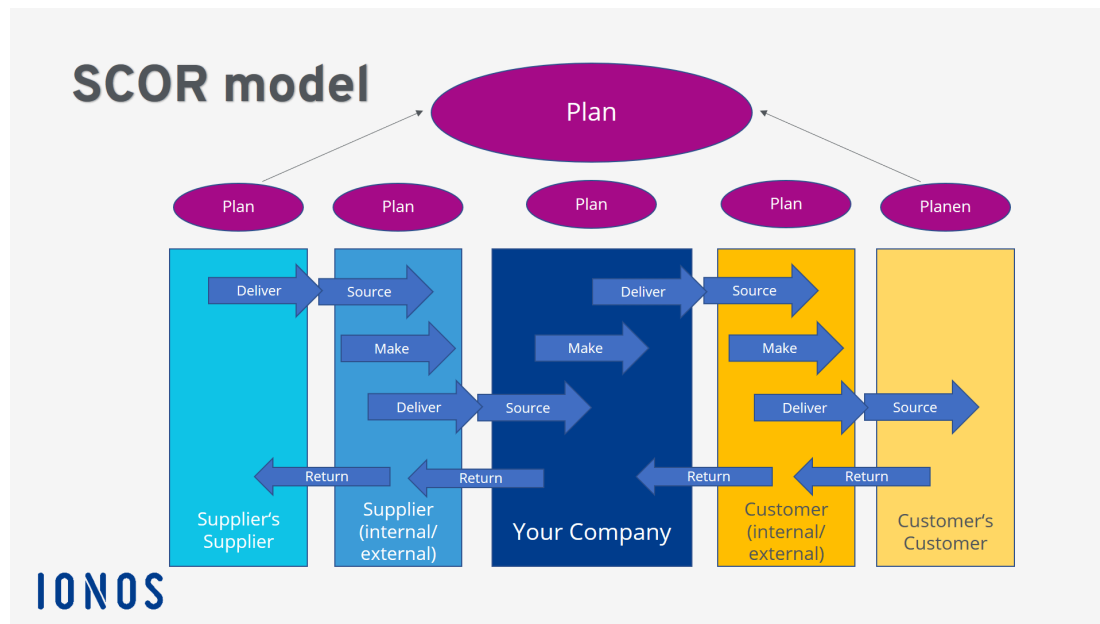 SCOR model
Plan
Plan
Plan
Plan
Plan
Planen
Deliver
Source
Deliver
Source
Make
Make
Make
Deliver
Source
Deliver
Source
Return
Return
Return
Return
Supplier‘s
Supplier
Supplier
(internal/
external)
Your Company
Customer
(internal/
external)
Customer‘s
Customer
IONOS